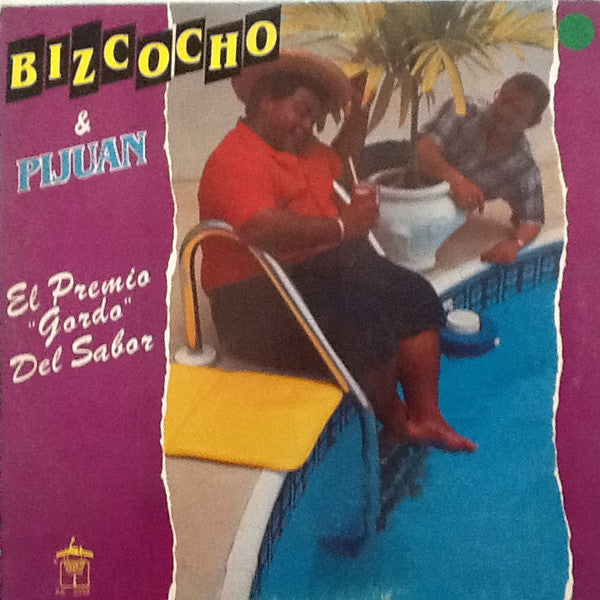 BIZCOCHO
&
PIJUAN
El Premio
"Gordo"
Del Sabor